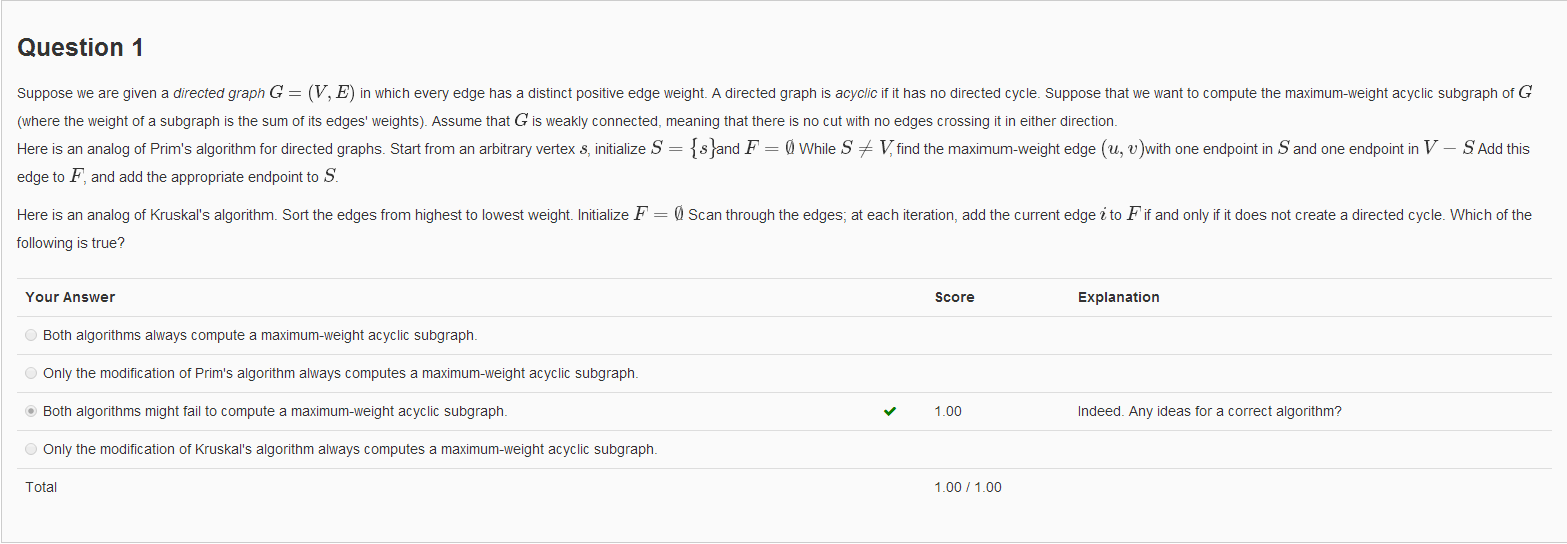 Question 1
Suppose we are given a directed graph G = (V, E) in which every edge has a distinct positive edge weight. A directed graph is acyclic if it has no directed cycle. Suppose that we want to compute the maximum-weight acyclic subgraph of G
(where the weight of a subgraph is the sum of its edges' weights). Assume that G is weakly connected, meaning that there is no cut with no edges crossing it in either direction.
Here is an analog of Prim's algorithm for directed graphs. Start from an arbitrary vertex s, initialize S = {s}and F = ∅ While S ≠ V, find the maximum-weight edge (u, v)with one endpoint in S and one endpoint in V − S Add this
edge to F, and add the appropriate endpoint to S.
Here is an analog of Kruskal's algorithm. Sort the edges from highest to lowest weight. Initialize F = ∅ Scan through the edges; at each iteration, add the current edge i to F if and only if it does not create a directed cycle. Which of the
following is true?
Your Answer Score Explanation
Both algorithms always compute a maximum-weight acyclic subgraph.
Only the modification of Prim's algorithm always computes a maximum-weight acyclic subgraph.
Both algorithms might fail to compute a maximum-weight acyclic subgraph. ✔ 1.00 Indeed. Any ideas for a correct algorithm?
Only the modification of Kruskal's algorithm always computes a maximum-weight acyclic subgraph.
Total 1.00 / 1.00